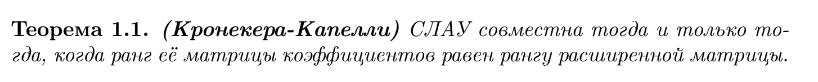 Теорема 1.1. (Кронекера-Капелли) СЛАУ совместна тогда и только то-
гда, когда ранг её матрицы коэффициентов равен рангу расширенной матрицы.